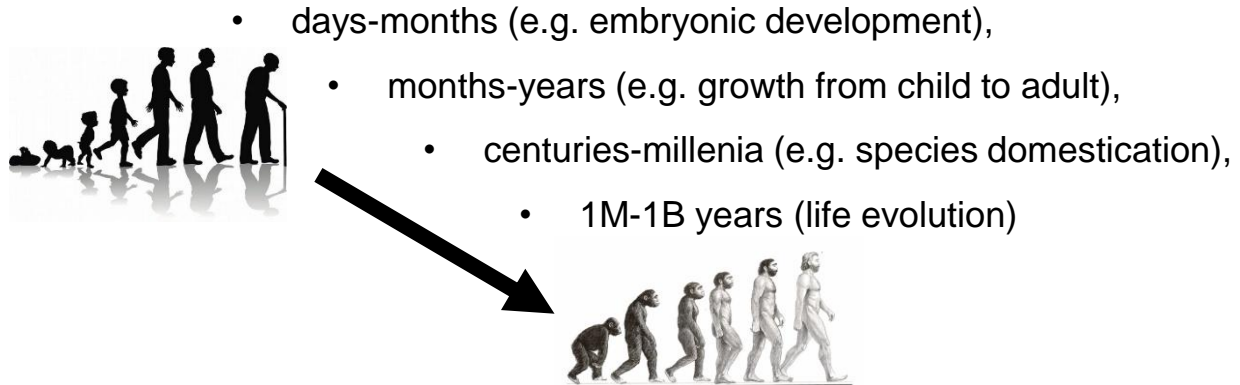 • days-months (e.g. embryonic development),
• months-years (e.g. growth from child to adult),
• centuries-millenia (e.g. species domestication),
• 1M-1B years (life evolution)